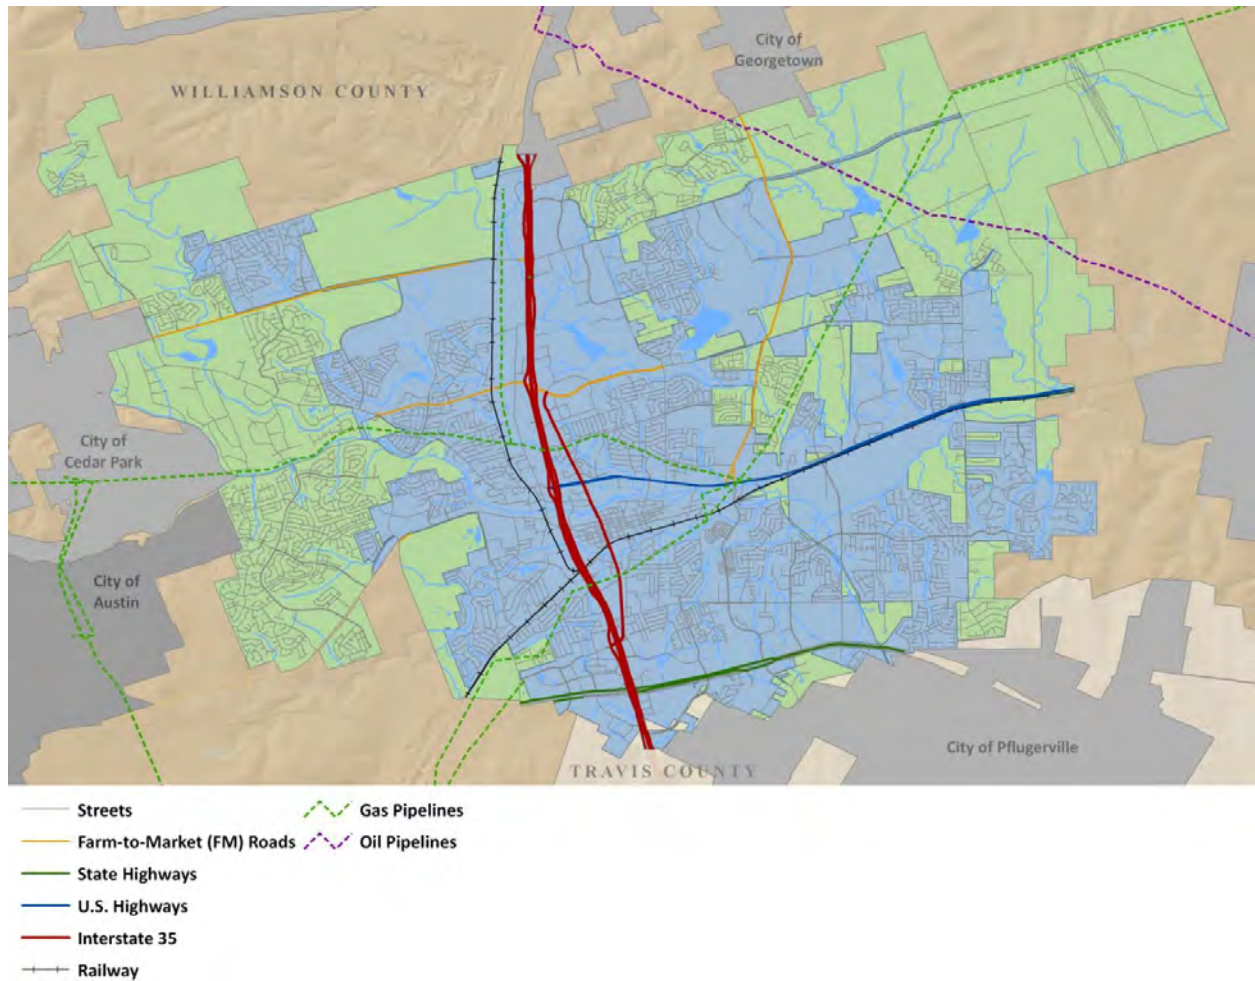 City of
Georgetown
WILLIAMSON COUNTY
City of
Cedar Park
City of
Austin
City of Pflugerville
TRAVIS COUNTY
Streets
Gas Pipelines
Farm-to-Market (FM) Roads
Oil Pipelines
State Highways
U.S. Highways
Interstate 35
Railway